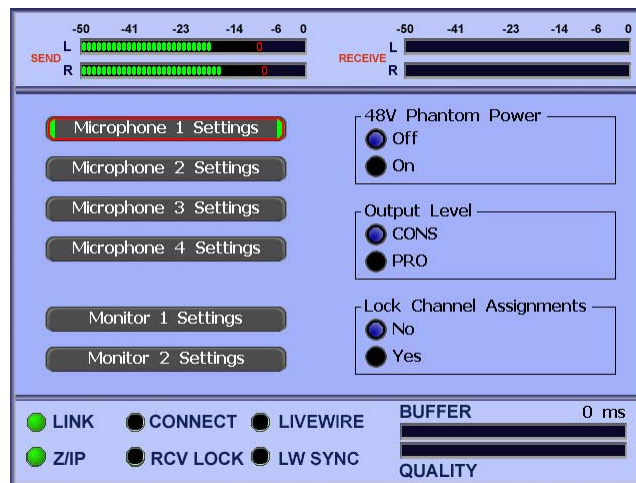 -50 -41 -23 -14 -6 0
SEND
L
0
R
0
-50 -41 -23 -14 -6 0
RECEIVE
L
R
Microphone 1 Settings
Microphone 2 Settings
Microphone 3 Settings
Microphone 4 Settings
Monitor 1 Settings
Monitor 2 Settings
48V Phantom Power
Off
On
Output Level
CONS
PRO
Lock Channel Assignments
No
Yes
LINK CONNECT LIVEWIRE
Z/IP RCV LOCK LW SYNC
BUFFER 0 ms
QUALITY